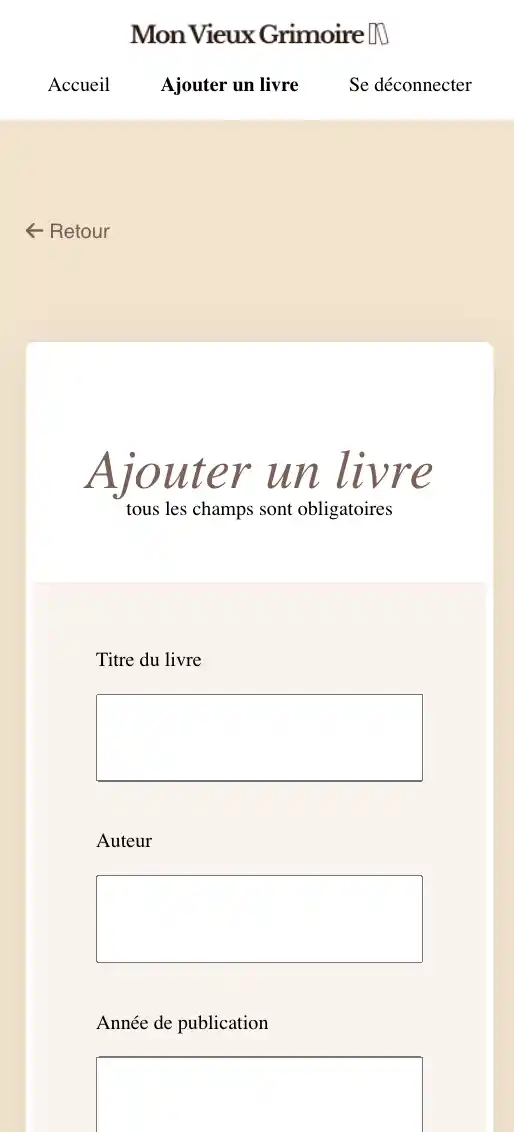 Mon Vieux Grimoire
Accueil Ajouter un livre Se déconnecter
Retour
Ajouter un livre
tous les champs sont obligatoires
Titre du livre
Auteur
Année de publication